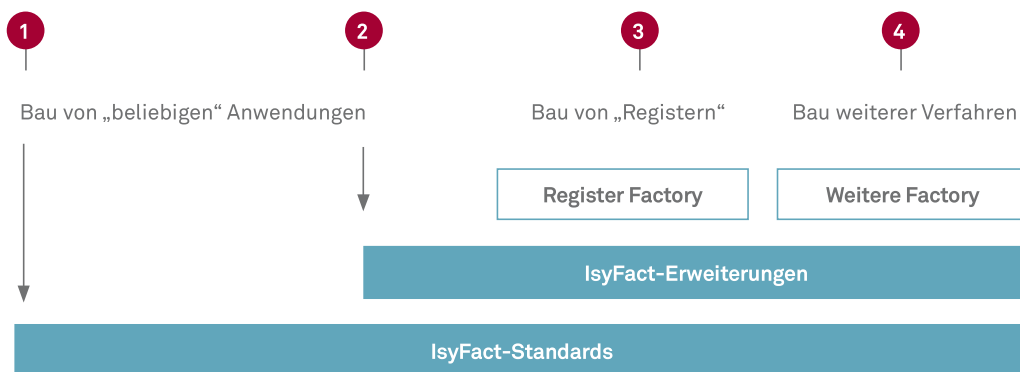 1 2 3 4
Bau von „beliebigen“ Anwendungen Bau von „Registern“ Bau weiterer Verfahren
Register Factory Weitere Factory
IsyFact-Erweiterungen
IsyFact-Standards